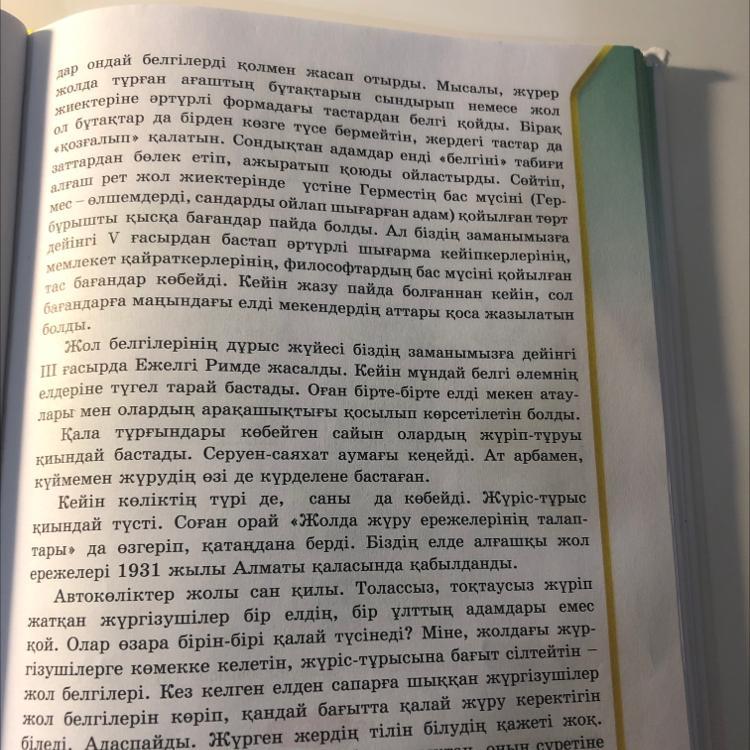 дар ондай белгілерді қолмен жасап отырды. Мысалы, жүрер
жолда тұрған ағаштың бұтақтарын сындырып немесе жол
жиектеріне әртүрлі формадағы тастардан белгі қойды. Бірақ
ол бұтақтар да бірден көзге түсе бермейтін, жердегі тастар да
«қозғалып» қалатын. Сондықтан адамдар енді «белгіні» табиғи
заттардан бөлек етіп, ажыратып қоюды ойластырды. Сөйтіп,
алғаш рет жол жиектерінде үстіне Герместің бас мүсіні (Гер-
мес – өлшемдерді, сандарды ойлап шығарған адам) қойылған төрт
бұрышты қысқа бағандар пайда болды. Ал біздің заманымызға
дейінгі V ғасырдан бастап әртүрлі шығарма кейіпкерлерінің,
мемлекет қайраткерлерінің, философтардың бас мүсіні қойылған
тас бағандар көбейді. Кейін жазу пайда болғаннан кейін, сол
бағандарға маңындағы елді мекендердің аттары қоса жазылатын
болды.
Жол белгілерінің дұрыс жүйесі біздің заманымызға дейінгі
III ғасырда Ежелгі Римде жасалды. Кейін мұндай белгі әлемнің
елдеріне түгел тарай бастады. Оған бірте-бірте елді мекен атау-
лары мен олардың арақашықтығы қосылып көрсетілетін болды.
Қала тұрғындары көбейген сайын олардың жүріп-тұруы
қиындай бастады. Серуен-саяхат аумағы кеңейді. Ат арбамен,
күймемен жүрудің өзі де күрделене бастаған.
Кейін көліктің түрі де, саны да көбейді. Жүріс-тұрыс
қиындай түсті. Соған орай «Жолда жүру ережелерінің талап-
тары» да өзгеріп, қатаңдана берді. Біздің елде алғашқы жол
ережелері 1931 жылы Алматы қаласында қабылданды.
Автокөліктер жолы сан қилы. Толассыз, тоқтаусыз жүріп
жатқан жүргізушілер бір елдің, бір ұлттың адамдары емес
қой. Олар өзара бірін-бірі қалай түсінеді? Міне, жолдағы жүр-
гізушілерге көмекке келетін, жүріс-тұрысына бағыт сілтейтін –
жол белгілері. Кез келген елден сапарға шыққан жүргізушілер
жол белгілерін көріп, қандай бағытта қалай жүру керектігін
біледі. Адаспайды. Жүрген жердің тілін білудің қажеті жоқ.
оның суретіне